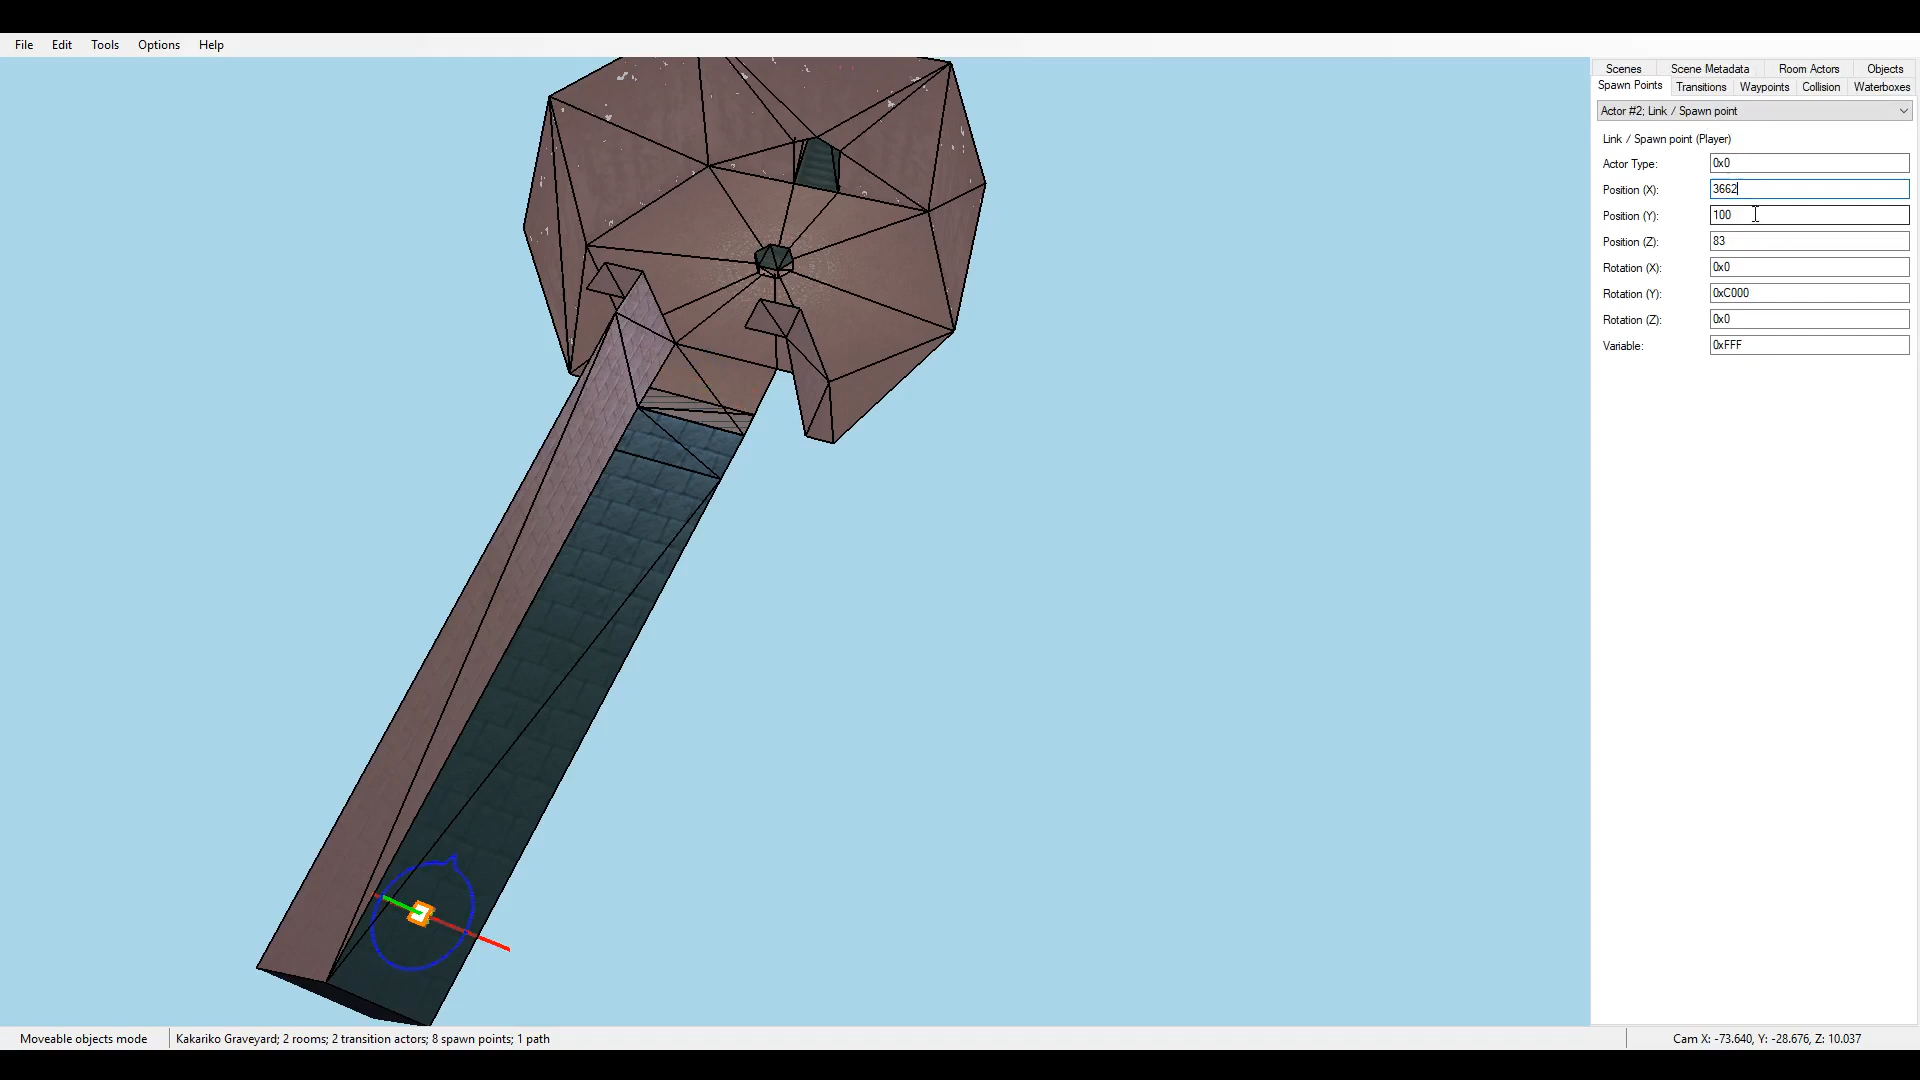 File Edit Tools Options Help
Scenes Scene Metadata Room Actors Objects
Spawn Points Transitions Waypoints Collision Waterboxes
Actor #2; Link / Spawn point
Link / Spawn point (Player)
Actor Type: 0x0
Position (X): 3662
Position (Y): 100
Position (Z): 83
Rotation (X): 0x0
Rotation (Y): 0xC000
Rotation (Z): 0x0
Variable: 0xFFF
Moveable objects mode Kakariko Graveyard; 2 rooms; 2 transition actors; 8 spawn points; 1 path Cam X: -73.640, Y: -28.676, Z: 10.037